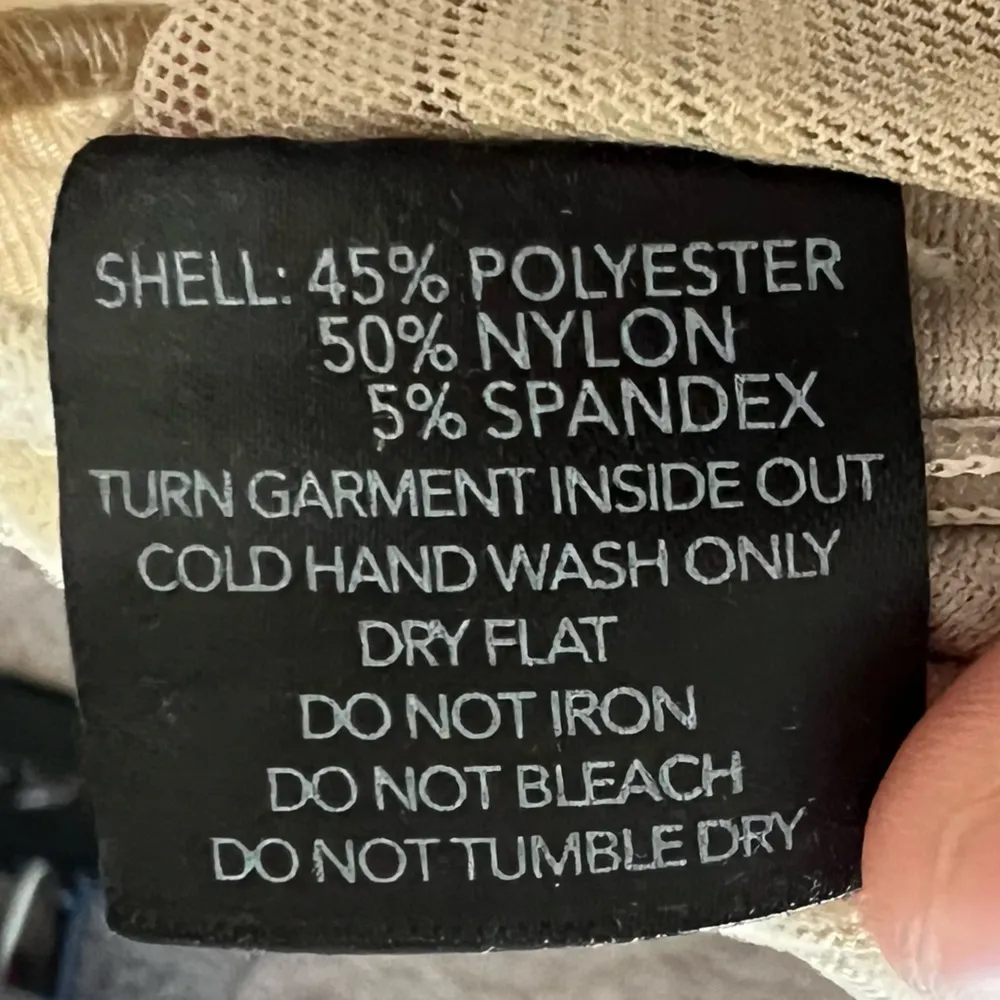 SHELL: 45% POLYESTER
50% NYLON
5% SPANDEX
TURN GARMENT INSIDE OUT
COLD HAND WASH ONLY
DRY FLAT
DO NOT IRON
DO NOT BLEACH
DO NOT TUMBLE DRY